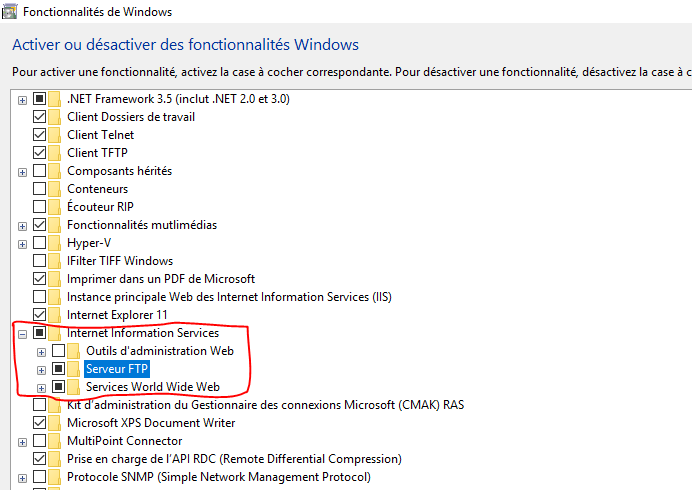 Fonctionnalités de Windows
Activer ou désactiver des fonctionnalités Windows
Pour activer une fonctionnalité, activez la case à cocher correspondante. Pour désactiver une fonctionnalité, désactivez la case à c
.NET Framework 3.5 (inclut .NET 2.0 et 3.0)
Client Dossiers de travail
Client Telnet
Client TFTP
Composants hérités
Conteneurs
Écouteur RIP
Fonctionnalités mutlimédias
Hyper-V
IFilter TIFF Windows
Imprimer dans un PDF de Microsoft
Instance principale Web des Internet Information Services (IIS)
Internet Explorer 11
Internet Information Services
Outils d'administration Web
Serveur FTP
Services World Wide Web
Kit d'administration du Gestionnaire des connexions Microsoft (CMAK) RAS
Microsoft XPS Document Writer
MultiPoint Connector
Prise en charge de l'API RDC (Remote Differential Compression)
Protocole SNMP (Simple Network Management Protocol)